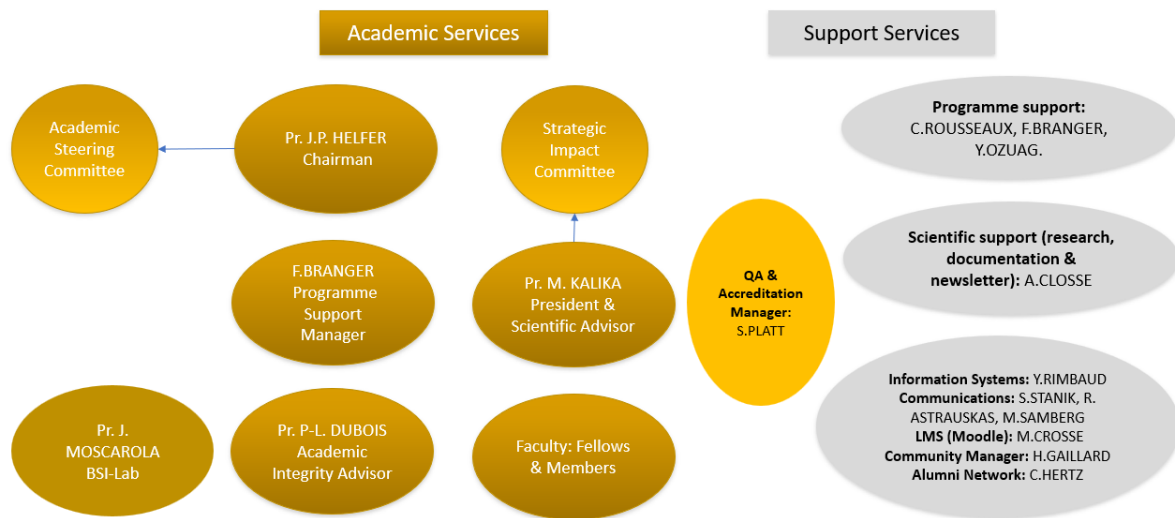 Academic Services
Support Services
Academic
Steering
Committee
Pr. J.P. HELFER
Chairman
Strategic
Impact
Committee
Programme support:
C.ROUSSEAUX, F.BRANGER,
Y.OZUAG.
F.BRANGER
Programme
Support
Manager
Pr. M. KALIKA
President &
Scientific Advisor
QA &
Accreditation
Manager:
S.PLATT
Scientific support (research,
documentation &
newsletter): A.CLOSSE
Pr. J.
MOSCAROLA
BSI-Lab
Pr. P-L. DUBOIS
Academic
Integrity Advisor
Faculty: Fellows
& Members
Information Systems: Y.RIMBAUD
Communications: S.STANIK, R.
ASTRAUSKAS, M.SAMBERG
LMS (Moodle): M.CROSSE
Community Manager: H.GAILLARD
Alumni Network: C.HERTZ